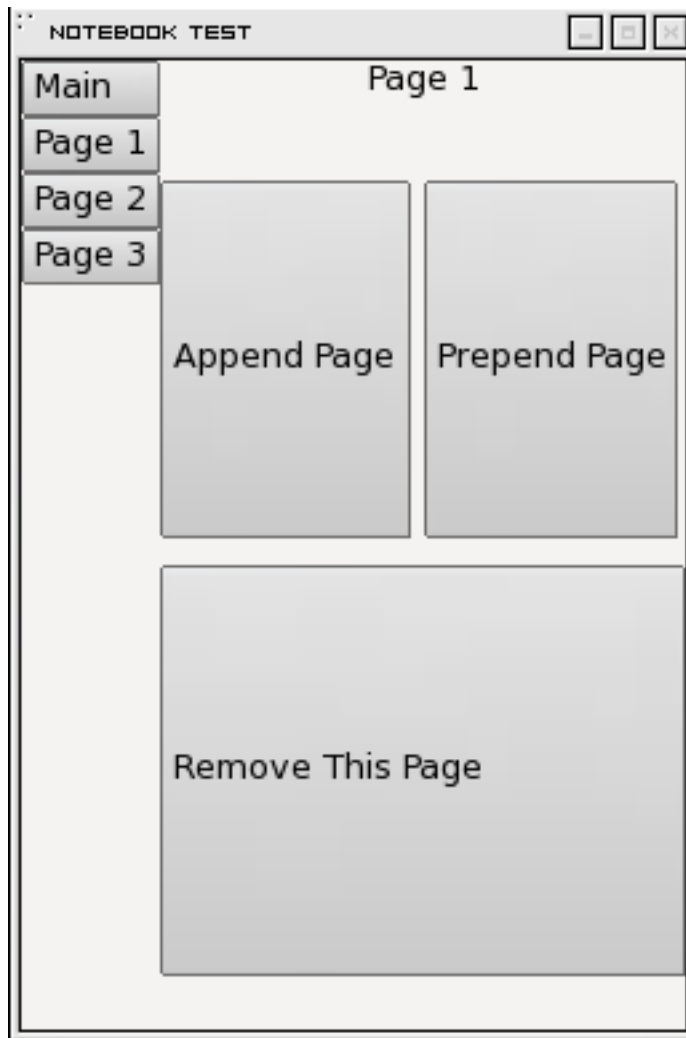 NOTEBOOK TEST
Main
Page 1
Page 2
Page 3
Page 1
Append Page
Prepend Page
Remove This Page